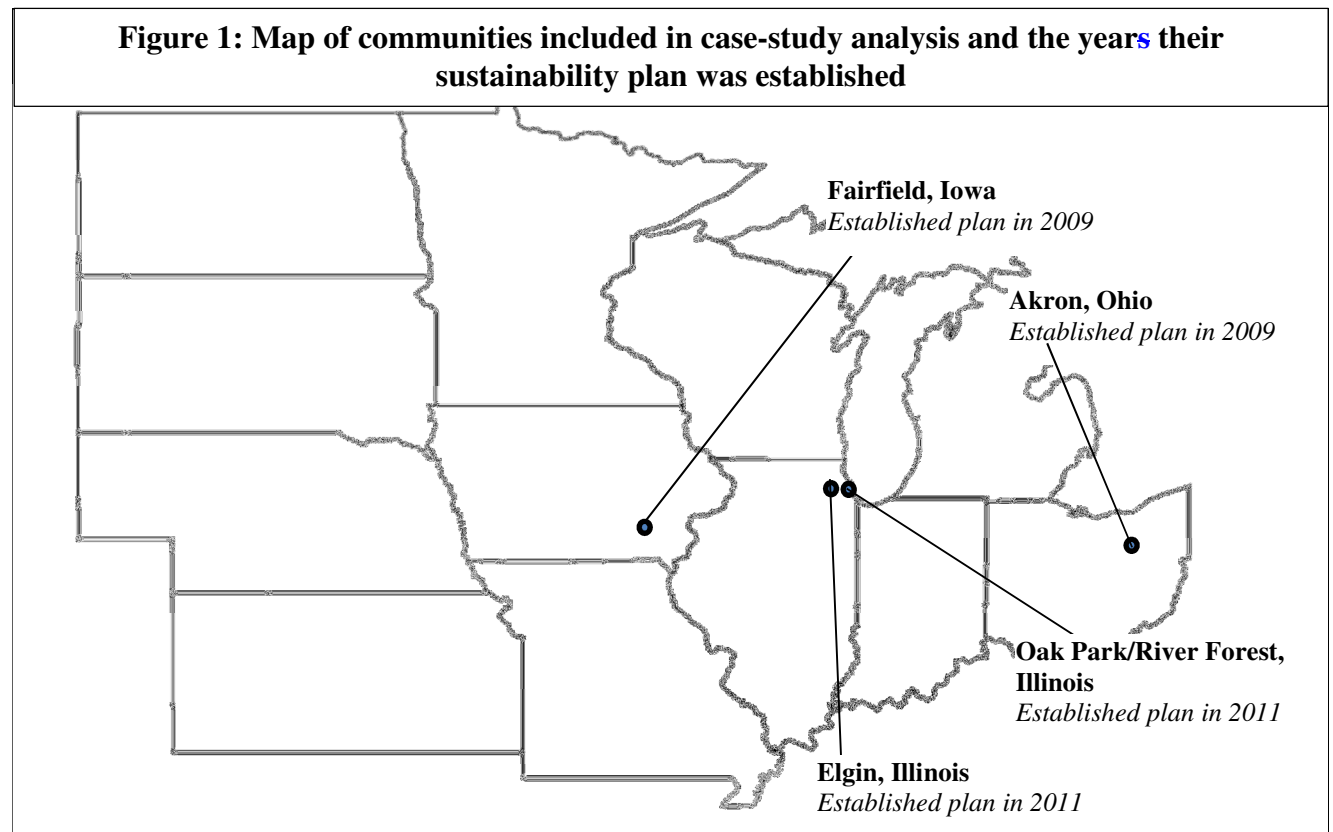 Figure 1: Map of communities included in case-study analysis and the years their
sustainability plan was established
Fairfield, Iowa
Established plan in 2009
Akron, Ohio
Established plan in 2009
Oak Park/River Forest,
Illinois
Established plan in 2011
Elgin, Illinois
Established plan in 2011